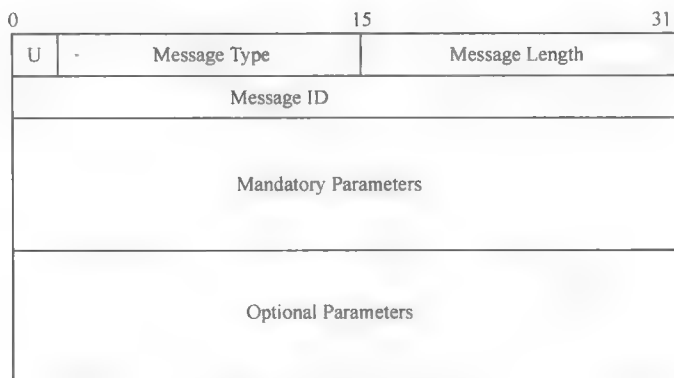 0 15 31
U Message Type Message Length
Message ID
Mandatory Parameters
Optional Parameters